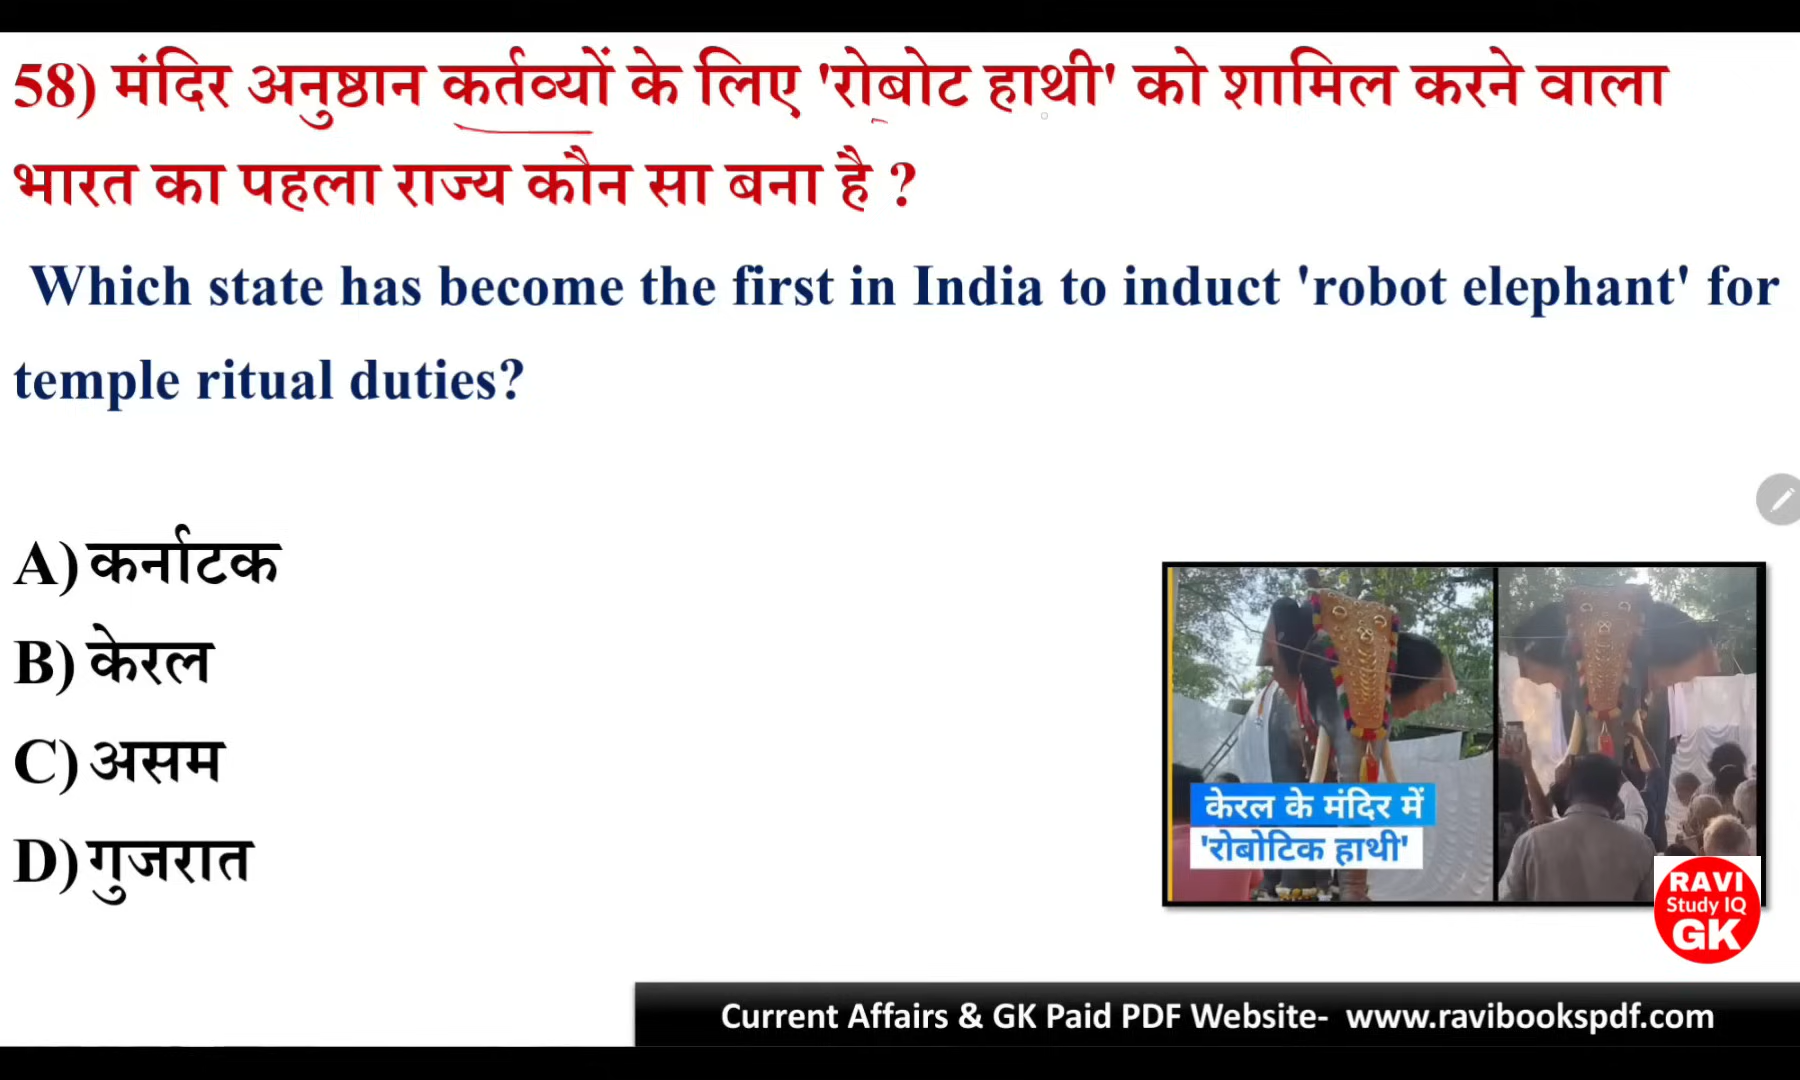 58) मंदिर अनुष्ठान कर्तव्यों के लिए 'रोबोट हाथी' को शामिल करने वाला
भारत का पहला राज्य कौन सा बना है ?
Which state has become the first in India to induct 'robot elephant' for
temple ritual duties?
A) कर्नाटक
B) केरल
C) असम
D) गुजरात
केरल के मंदिर में
'रोबोटिक हाथी'
RAVI
Study IQ
GK
Current Affairs & GK Paid PDF Website- www.ravibookspdf.com